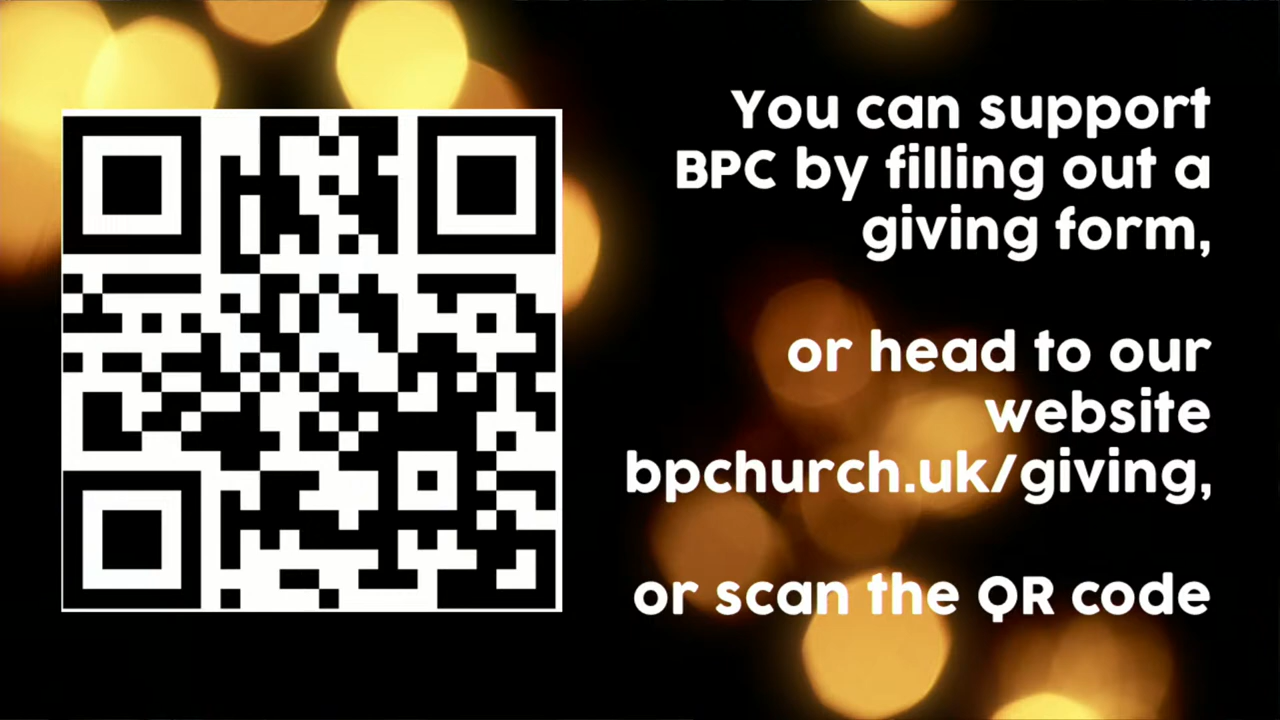 You can support
BPC by filling out a
giving form,
or head to our
website
bpchurch.uk/giving,
or scan the QR code